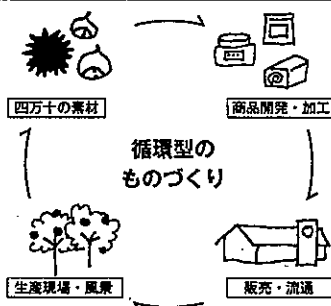 四万十の素材
商品開発・加工
循環型の
ものづくり
生産現場・風景
販売・流通